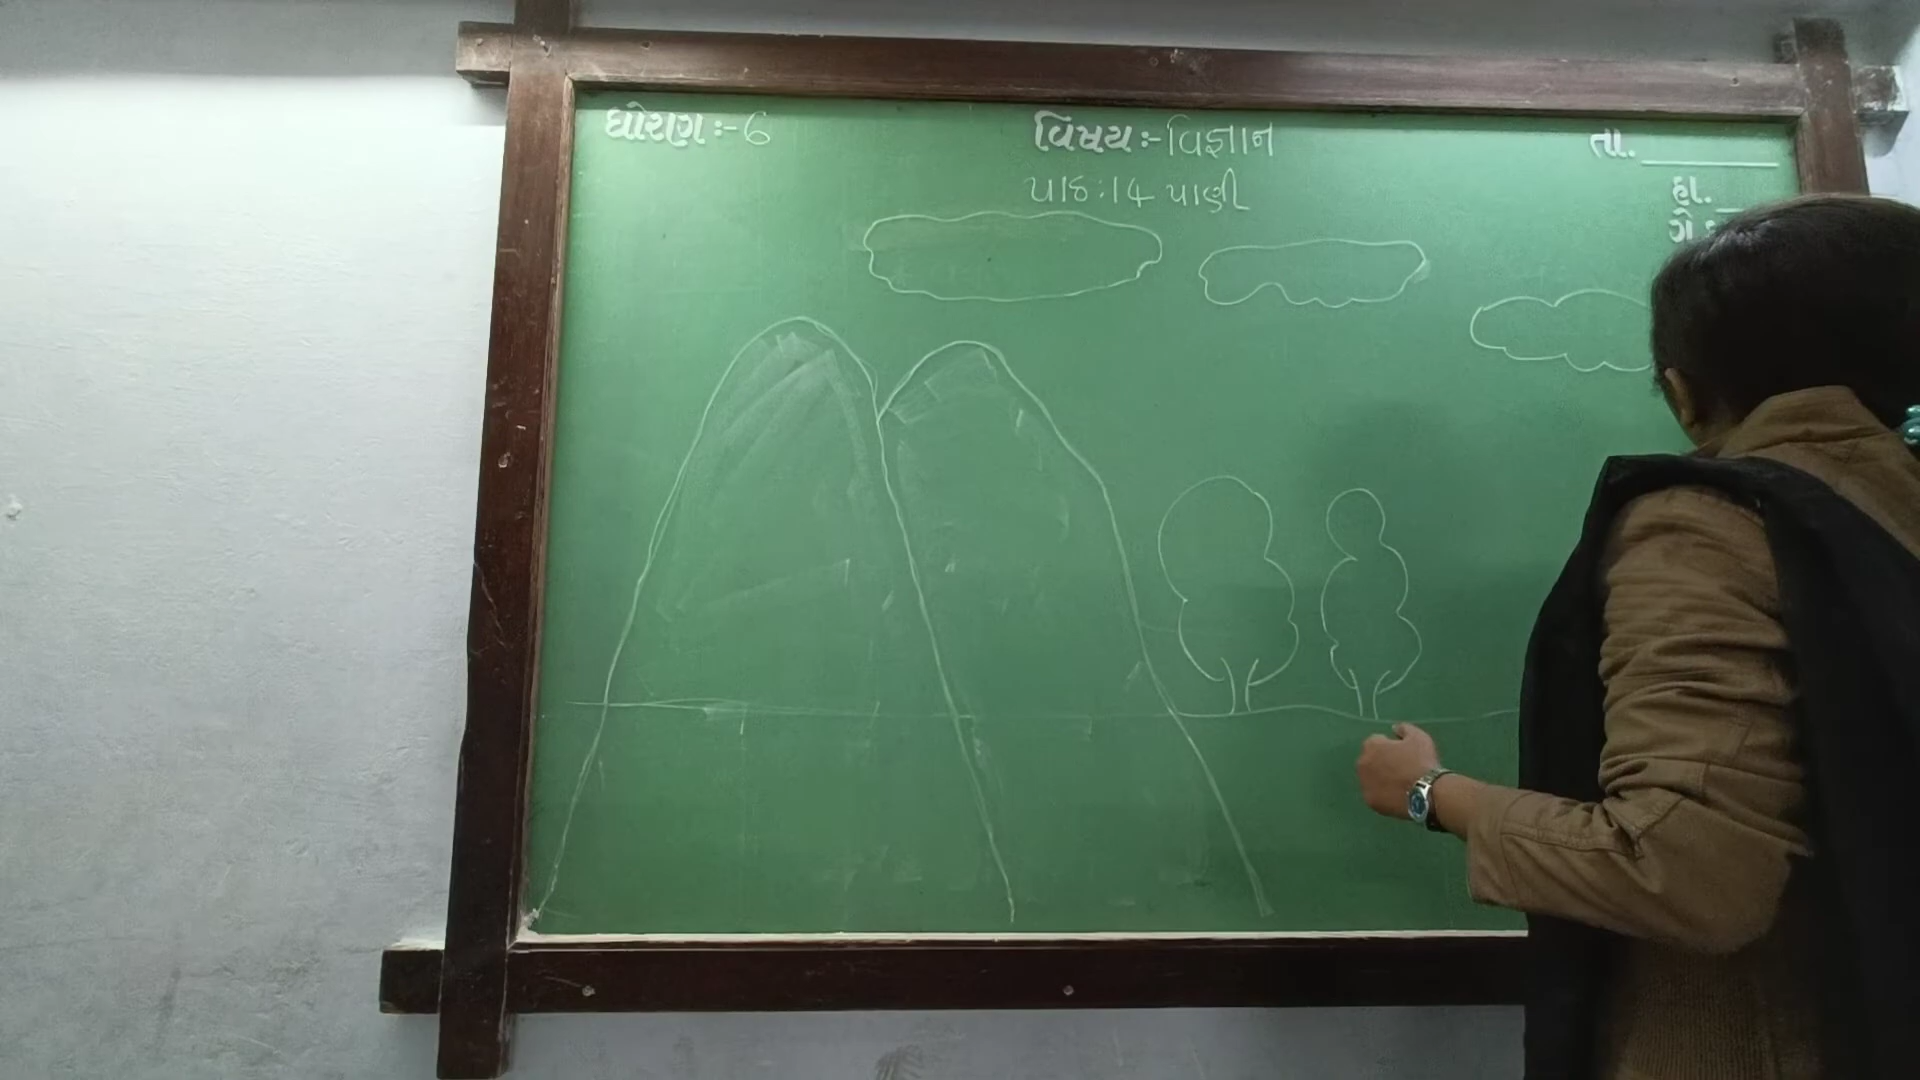 ધોરણ :- 6
વિષય :- વિજ્ઞાન
તા.
પાઠ : 14 પાણી
હા.
ગે